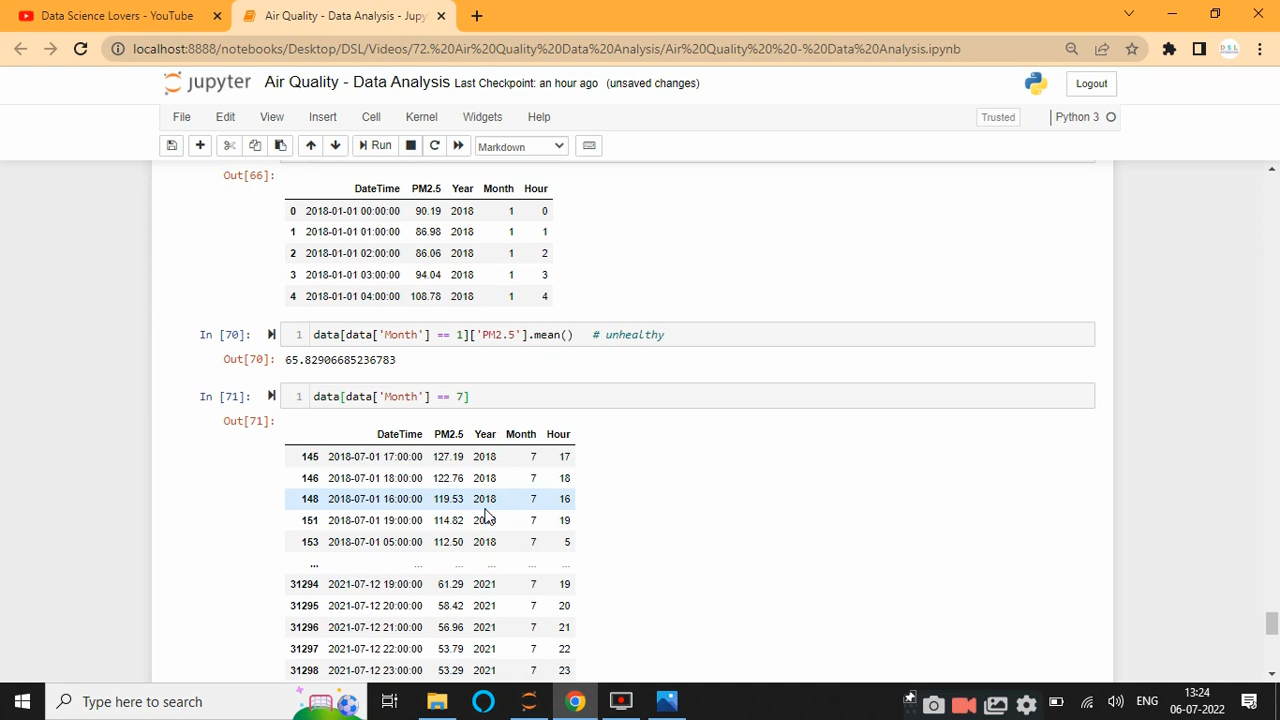 Data Science Lovers - YouTube
Air Quality - Data Analysis - Jupy
localhost:8888/notebooks/Desktop/DSL/Videos/72.%20Air%20Quality%20Data%20Analysis/Air%20Quality%20%20-%20Data%20Analysis.ipynb
jupyter Air Quality - Data Analysis Last Checkpoint: an hour ago (unsaved changes)
Logout
File Edit View Insert Cell Kernel Widgets Help
Trusted
Python 3
Run
Markdown
Out[66]:
DateTime PM2.5 Year Month Hour
0 2018-01-01 00:00:00 90.19 2018 1 0
1 2018-01-01 01:00:00 86.98 2018 1 1
2 2018-01-01 02:00:00 86.06 2018 1 2
3 2018-01-01 03:00:00 94.04 2018 1 3
4 2018-01-01 04:00:00 108.78 2018 1 4
In [70]: 1 data[data['Month'] == 1]['PM2.5'].mean() # unhealthy
Out[70]: 65.82906685236783
In [71]: 1 data[data['Month'] == 7]
Out[71]:
DateTime PM2.5 Year Month Hour
145 2018-07-01 17:00:00 127.19 2018 7 17
146 2018-07-01 18:00:00 122.76 2018 7 18
148 2018-07-01 16:00:00 119.53 2018 7 16
151 2018-07-01 19:00:00 114.82 2018 7 19
153 2018-07-01 05:00:00 112.50 2018 7 5
... ... ... ... ... ...
31294 2021-07-12 19:00:00 61.29 2021 7 19
31295 2021-07-12 20:00:00 58.42 2021 7 20
31296 2021-07-12 21:00:00 56.96 2021 7 21
31297 2021-07-12 22:00:00 53.79 2021 7 22
31298 2021-07-12 23:00:00 53.29 2021 7 23
Type here to search
ENG
13:24
06-07-2022